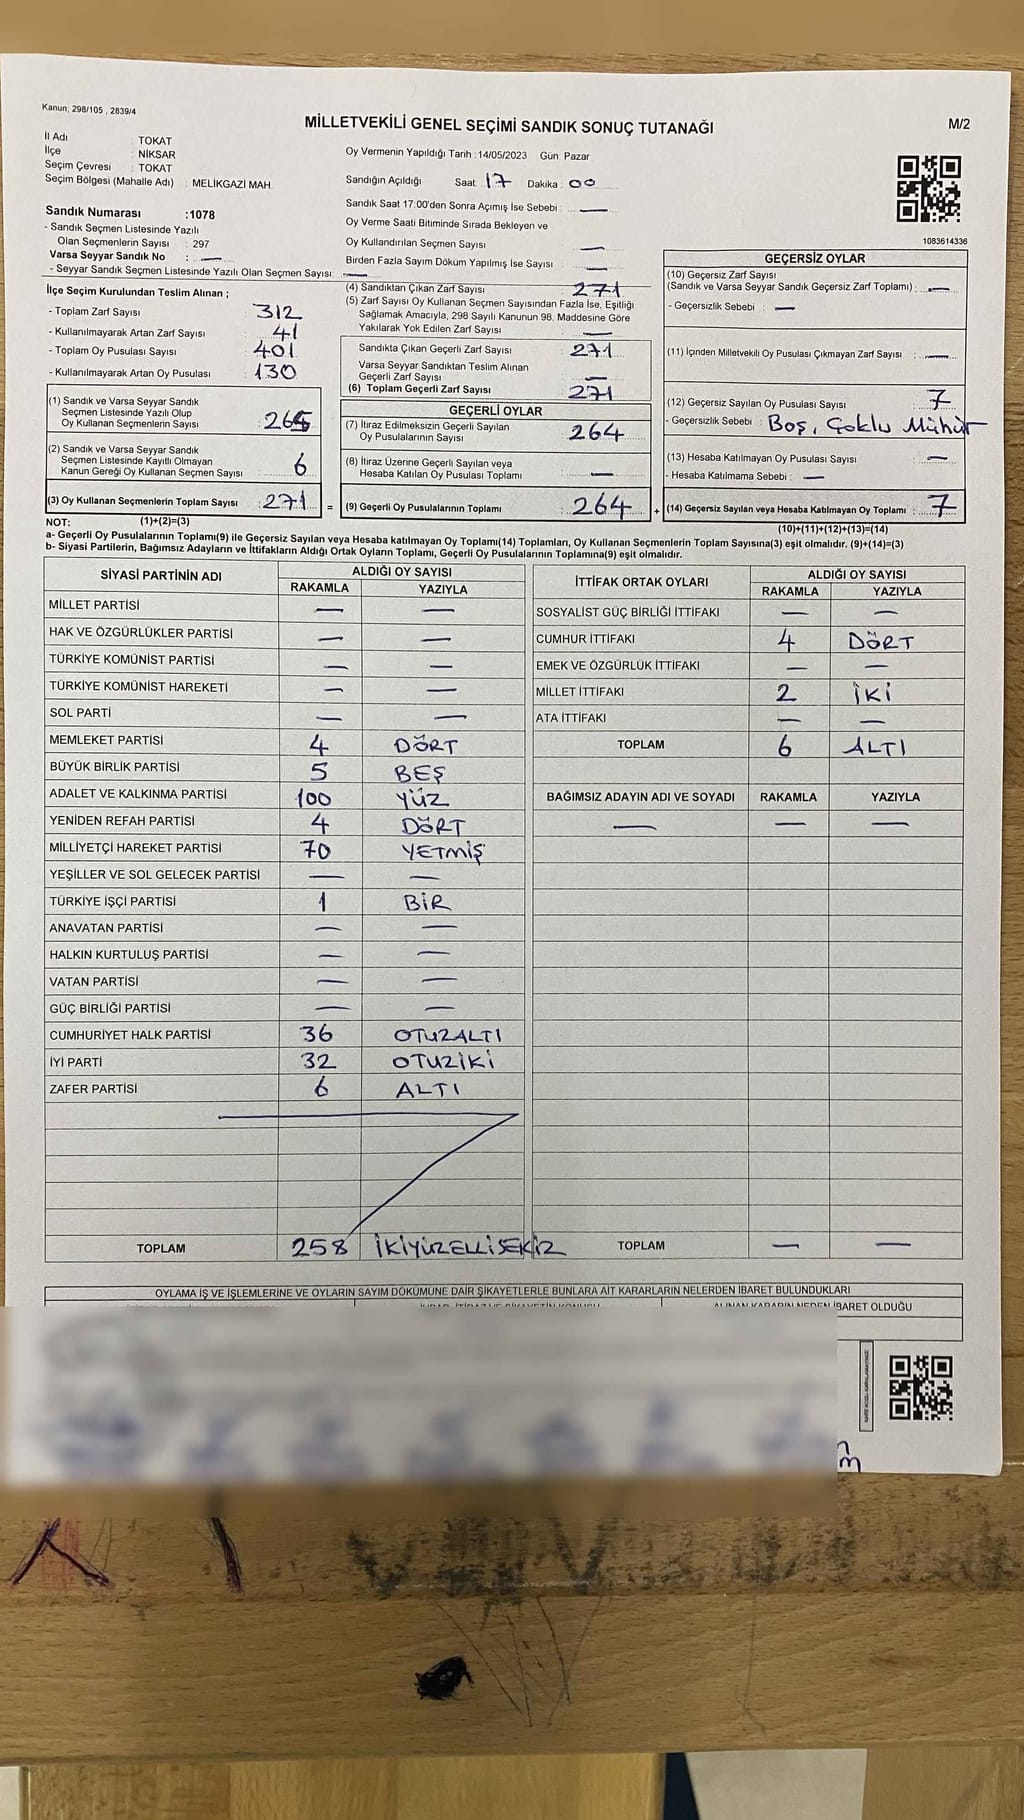 Kanun; 298/105 , 2839/4
MİLLETVEKİLİ GENEL SEÇİMİ SANDIK SONUÇ TUTANAĞI
M/2
İl Adı : TOKAT
İlçe : NİKSAR
Seçim Çevresi : TOKAT
Seçim Bölgesi (Mahalle Adı) : MELİKGAZİ MAH.
Sandık Numarası :1078
- Sandık Seçmen Listesinde Yazılı
Olan Seçmenlerin Sayısı : 297
Varsa Seyyar Sandık No : —
- Seyyar Sandık Seçmen Listesinde Yazılı Olan Seçmen Sayısı: —
İlçe Seçim Kurulundan Teslim Alınan ;
- Toplam Zarf Sayısı : 312
- Kullanılmayarak Artan Zarf Sayısı : 41
- Toplam Oy Pusulası Sayısı : 401
- Kullanılmayarak Artan Oy Pusulası : 130
(1) Sandık ve Varsa Seyyar Sandık
Seçmen Listesinde Yazılı Olup
Oy Kullanan Seçmenlerin Sayısı : 265
(2) Sandık ve Varsa Seyyar Sandık
Seçmen Listesinde Kayıtlı Olmayan
Kanun Gereği Oy Kullanan Seçmen Sayısı : 6
(3) Oy Kullanan Seçmenlerin Toplam Sayısı : 271 =
Oy Vermenin Yapıldığı Tarih :14/05/2023 Gün: Pazar
Sandığın Açıldığı Saat: 17 Dakika : 00
Sandık Saat 17:00'den Sonra Açımış İse Sebebi : —
Oy Verme Saati Bitiminde Sırada Bekleyen ve
Oy Kullandırılan Seçmen Sayısı : —
Birden Fazla Sayım Döküm Yapılmış İse Sayısı : —
(4) Sandıktan Çıkan Zarf Sayısı : 271
(5) Zarf Sayısı Oy Kullanan Seçmen Sayısından Fazla İse, Eşitliği
Sağlamak Amacıyla, 298 Sayılı Kanunun 98. Maddesine Göre
Yakılarak Yok Edilen Zarf Sayısı : —
Sandıkta Çıkan Geçerli Zarf Sayısı : 271
Varsa Seyyar Sandıktan Teslim Alınan
Geçerli Zarf Sayısı : —
(6) Toplam Geçerli Zarf Sayısı : 271
GEÇERLİ OYLAR
(7) İtiraz Edilmeksizin Geçerli Sayılan
Oy Pusulalarının Sayısı : 264
(8) İtiraz Üzerine Geçerli Sayılan veya
Hesaba Katılan Oy Pusulası Toplamı : —
(9) Geçerli Oy Pusulalarının Toplamı : 264 +
1083614336
GEÇERSİZ OYLAR
(10) Geçersiz Zarf Sayısı
(Sandık ve Varsa Seyyar Sandık Geçersiz Zarf Toplamı) : —
- Geçersizlik Sebebi : —
(11) İçinden Milletvekili Oy Pusulası Çıkmayan Zarf Sayısı : —
(12) Geçersiz Sayılan Oy Pusulası Sayısı : 7
- Geçersizlik Sebebi : Boş, Çoklu Mühür
(13) Hesaba Katılmayan Oy Pusulası Sayısı : —
- Hesaba Katılmama Sebebi : —
(14) Geçersiz Sayılan veya Hesaba Katılmayan Oy Toplamı : 7
NOT: (1)+(2)=(3)
(10)+(11)+(12)+(13)=(14)
a- Geçerli Oy Pusulalarının Toplamı(9) ile Geçersiz Sayılan veya Hesaba katılmayan Oy Toplamı(14) Toplamları, Oy Kullanan Seçmenlerin Toplam Sayısına(3) eşit olmalıdır. (9)+(14)=(3)
b- Siyasi Partilerin, Bağımsız Adayların ve İttifakların Aldığı Ortak Oyların Toplamı, Geçerli Oy Pusulalarının Toplamına(9) eşit olmalıdır.
SİYASİ PARTİNİN ADI ALDIĞI OY SAYISI
RAKAMLA YAZIYLA
MİLLET PARTİSİ — —
HAK VE ÖZGÜRLÜKLER PARTİSİ — —
TÜRKİYE KOMÜNİST PARTİSİ — —
TÜRKİYE KOMÜNİST HAREKETİ — —
SOL PARTİ — —
MEMLEKET PARTİSİ 4 DÖRT
BÜYÜK BİRLİK PARTİSİ 5 BEŞ
ADALET VE KALKINMA PARTİSİ 100 YÜZ
YENİDEN REFAH PARTİSİ 4 DÖRT
MİLLİYETÇİ HAREKET PARTİSİ 70 YETMİŞ
YEŞİLLER VE SOL GELECEK PARTİSİ — —
TÜRKİYE İŞÇİ PARTİSİ 1 BİR
ANAVATAN PARTİSİ — —
HALKIN KURTULUŞ PARTİSİ — —
VATAN PARTİSİ — —
GÜÇ BİRLİĞİ PARTİSİ — —
CUMHURİYET HALK PARTİSİ 36 OTUZALTI
İYİ PARTİ 32 OTUZİKİ
ZAFER PARTİSİ 6 ALTI
TOPLAM 258 İKİYÜZELLİSEKİZ
İTTİFAK ORTAK OYLARI ALDIĞI OY SAYISI
RAKAMLA YAZIYLA
SOSYALİST GÜÇ BİRLİĞİ İTTİFAKI — —
CUMHUR İTTİFAKI 4 DÖRT
EMEK VE ÖZGÜRLÜK İTTİFAKI — —
MİLLET İTTİFAKI 2 İKİ
ATA İTTİFAKI — —
TOPLAM 6 ALTI
BAĞIMSIZ ADAYIN ADI VE SOYADI RAKAMLA YAZIYLA
— — —
TOPLAM — —
OYLAMA İŞ VE İŞLEMLERİNE VE OYLARIN SAYIM DÖKÜMÜNE DAİR ŞİKAYETLERLE BUNLARA AİT KARARLARIN NELERDEN İBARET BULUNDUKLARI
ALINAN KARARIN NEDEN İBARET OLDUĞU